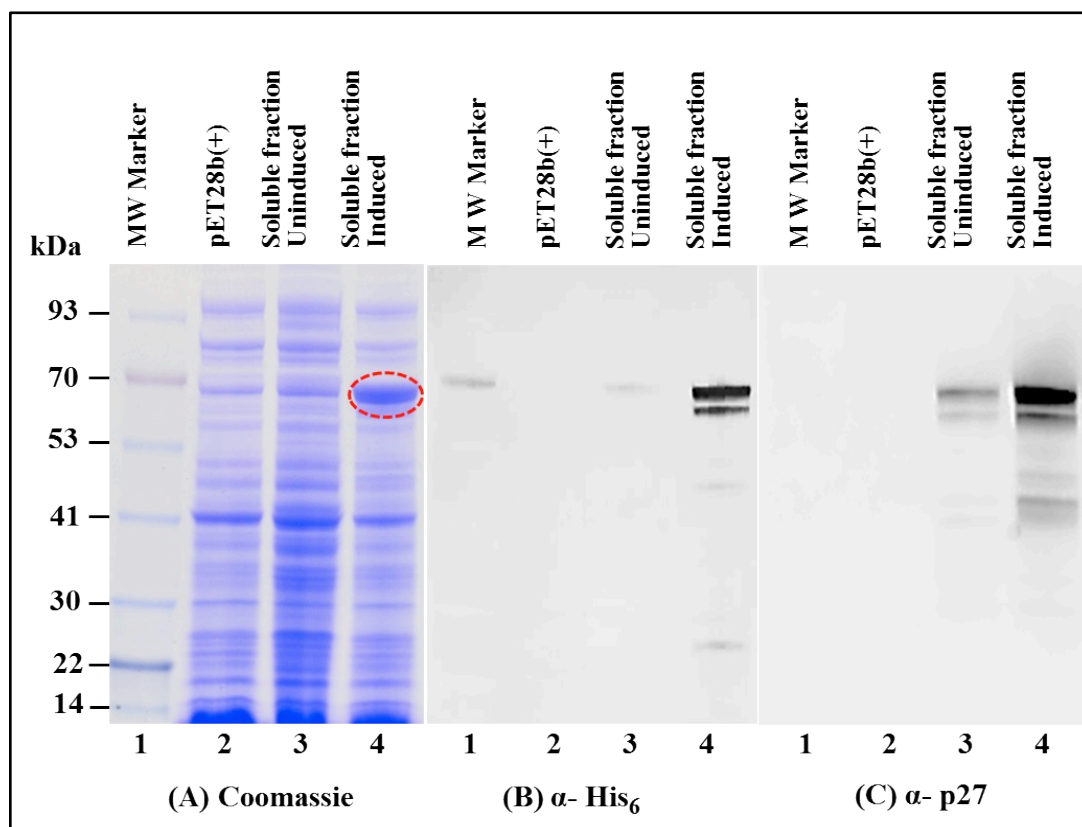 MW Marker
pET28b(+)
Soluble fraction
Uninduced
Soluble fraction
Induced
M W Marker
pET28b(+)
Soluble fraction
Uninduced
Soluble fraction
Induced
M W Marker
pET28b(+)
Soluble fraction
Uninduced
Soluble fraction
Induced
kDa
93
70
53
41
30
22
14
1 2 3 4 1 2 3 4 1 2 3 4
(A) Coomassie (B) α- His₆ (C) α- p27